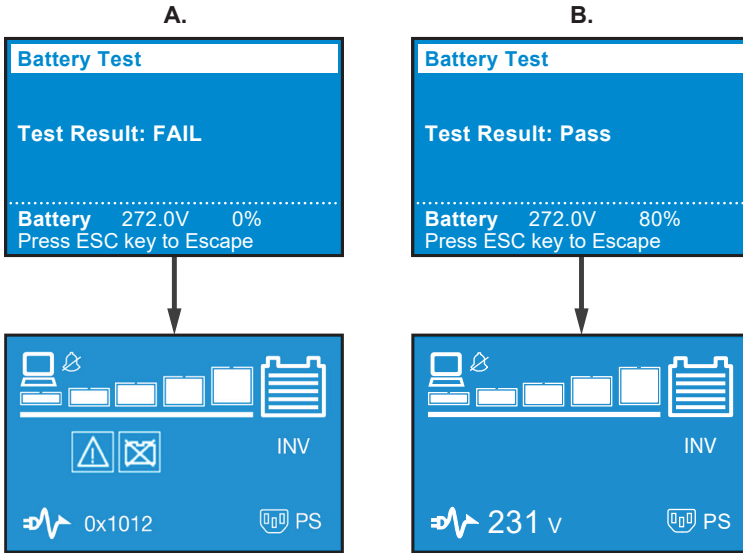 A.
Battery Test
Test Result: FAIL
Battery 272.0V 0%
Press ESC key to Escape
INV
0x1012
PS
B.
Battery Test
Test Result: Pass
Battery 272.0V 80%
Press ESC key to Escape
INV
231 V
PS